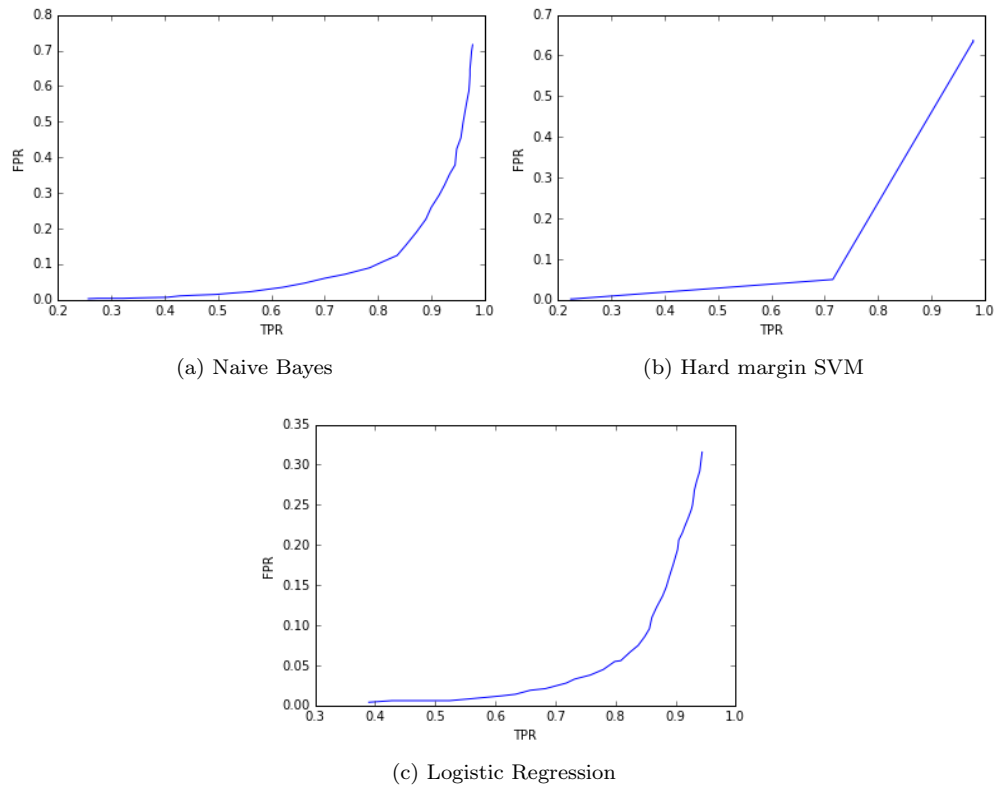 0.8
0.7
0.6
0.5
0.4
0.3
0.2
0.1
0.0
FPR
0.2 0.3 0.4 0.5 0.6 0.7 0.8 0.9 1.0
TPR
(a) Naive Bayes
0.7
0.6
0.5
0.4
0.3
0.2
0.1
0.0
FPR
0.2 0.3 0.4 0.5 0.6 0.7 0.8 0.9 1.0
TPR
(b) Hard margin SVM
0.35
0.30
0.25
0.20
0.15
0.10
0.05
0.00
FPR
0.3 0.4 0.5 0.6 0.7 0.8 0.9 1.0
TPR
(c) Logistic Regression